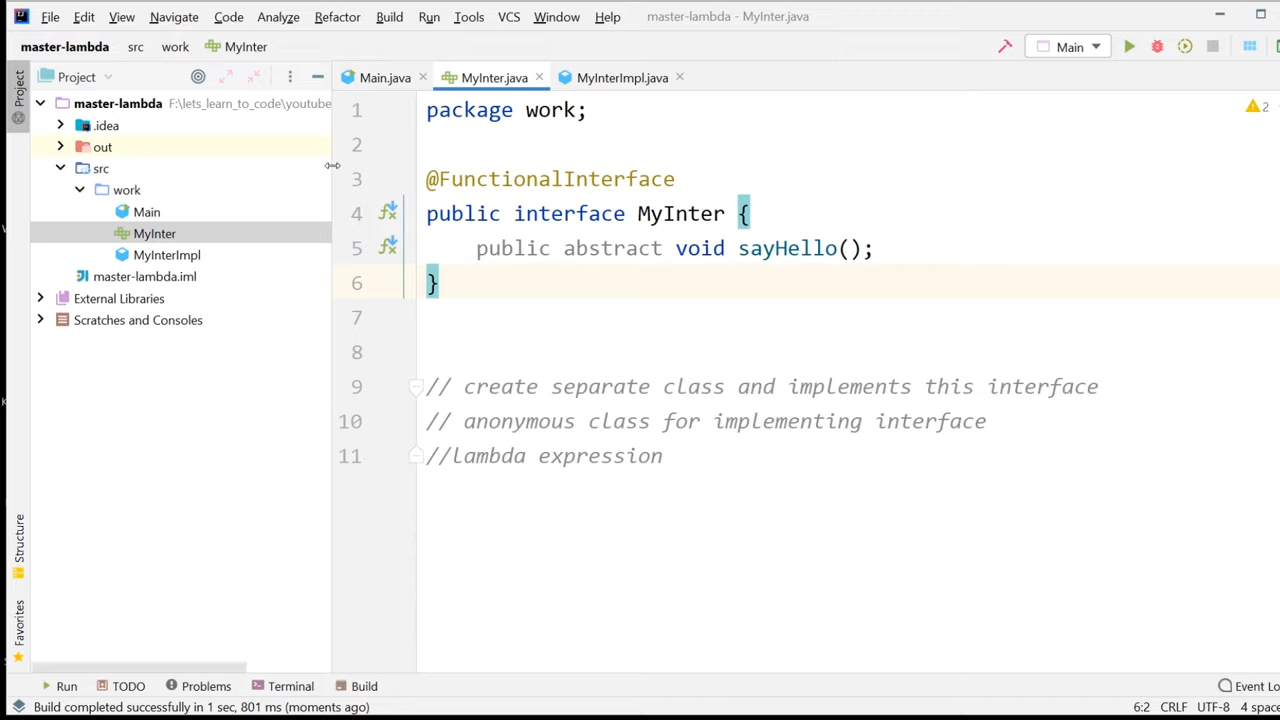 File Edit View Navigate Code Analyze Refactor Build Run Tools VCS Window Help master-lambda - MyInter.java
master-lambda src work MyInter Main
Project Main.java MyInter.java MyInterImpl.java
Project
master-lambda F:\lets_learn_to_code\youtube
.idea
out
src
work
Main
MyInter
MyInterImpl
master-lambda.iml
External Libraries
Scratches and Consoles
Structure
Favorites
2
1 package work;
2
3 @FunctionalInterface
4 public interface MyInter {
5 public abstract void sayHello();
6 }
7
8
9 // create separate class and implements this interface
10 // anonymous class for implementing interface
11 //lambda expression
Run TODO Problems Terminal Build Event Lo
Build completed successfully in 1 sec, 801 ms (moments ago) 6:2 CRLF UTF-8 4 space